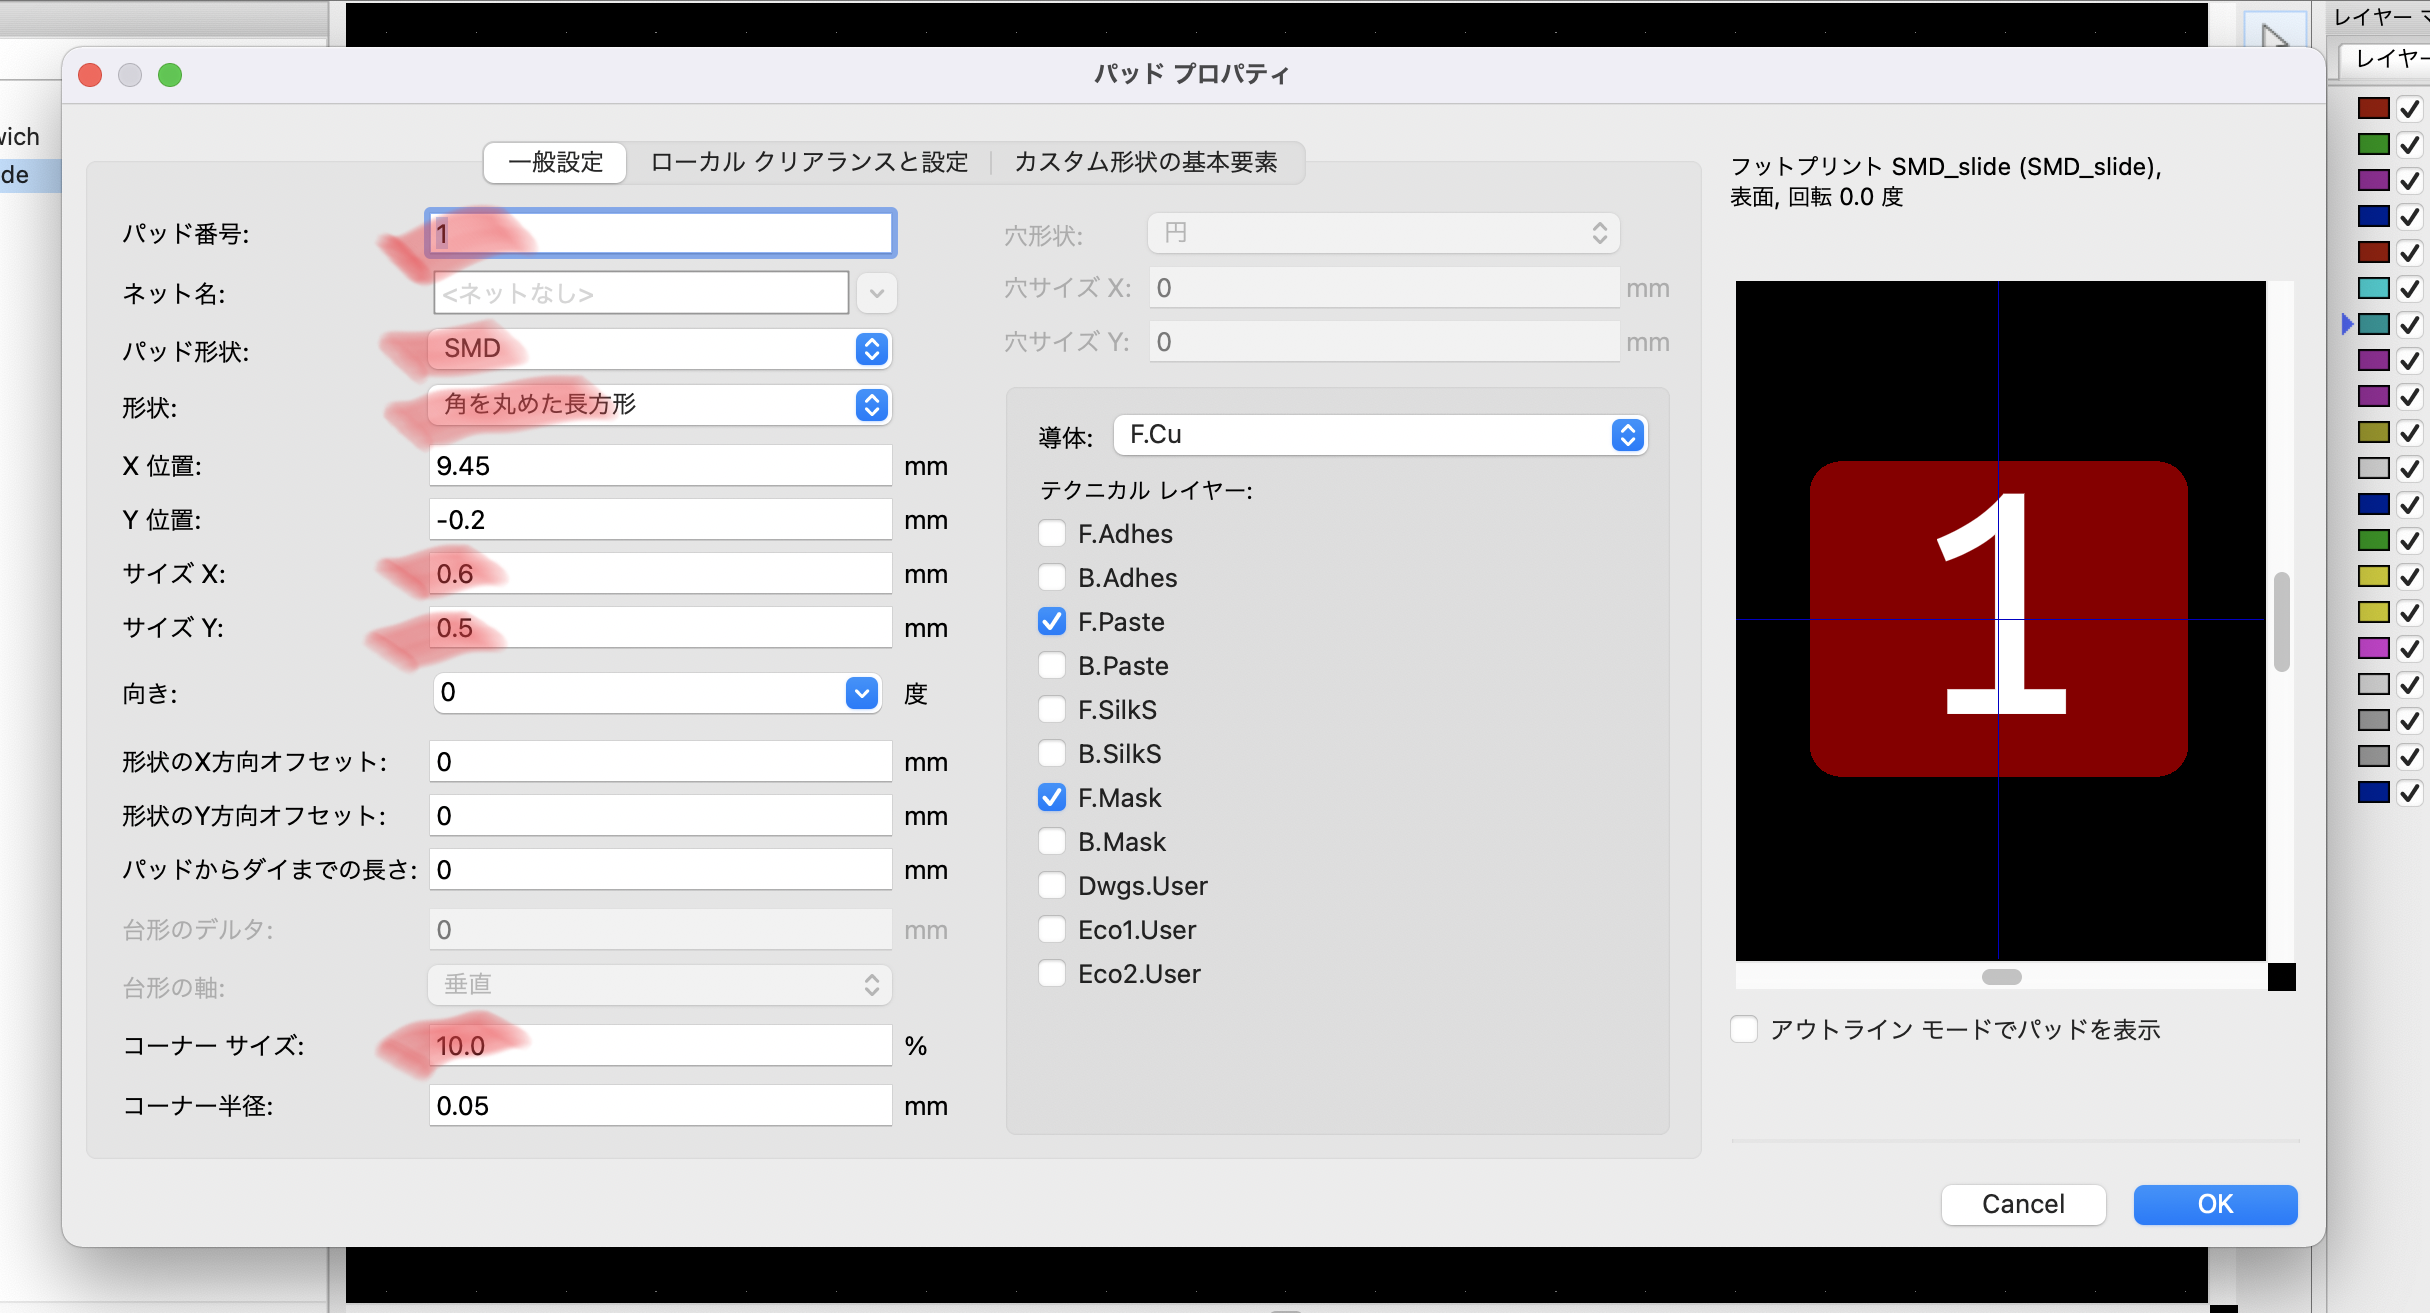 レイヤー マ
パッド プロパティ
レイヤー
wich
de
一般設定
ローカル クリアランスと設定
カスタム形状の基本要素
フットプリント SMD_slide (SMD_slide),
表面, 回転 0.0 度
パッド番号: 1
ネット名: <ネットなし>
パッド形状: SMD
形状: 角を丸めた長方形
X 位置: 9.45 mm
Y 位置: -0.2 mm
サイズ X: 0.6 mm
サイズ Y: 0.5 mm
向き: 0 度
形状のX方向オフセット: 0 mm
形状のY方向オフセット: 0 mm
パッドからダイまでの長さ: 0 mm
台形のデルタ: 0 mm
台形の軸: 垂直
コーナー サイズ: 10.0 %
コーナー半径: 0.05 mm
穴形状: 円
穴サイズ X: 0 mm
穴サイズ Y: 0 mm
導体: F.Cu
テクニカル レイヤー:
F.Adhes
B.Adhes
F.Paste
B.Paste
F.SilkS
B.SilkS
F.Mask
B.Mask
Dwgs.User
Eco1.User
Eco2.User
1
アウトライン モードでパッドを表示
Cancel
OK